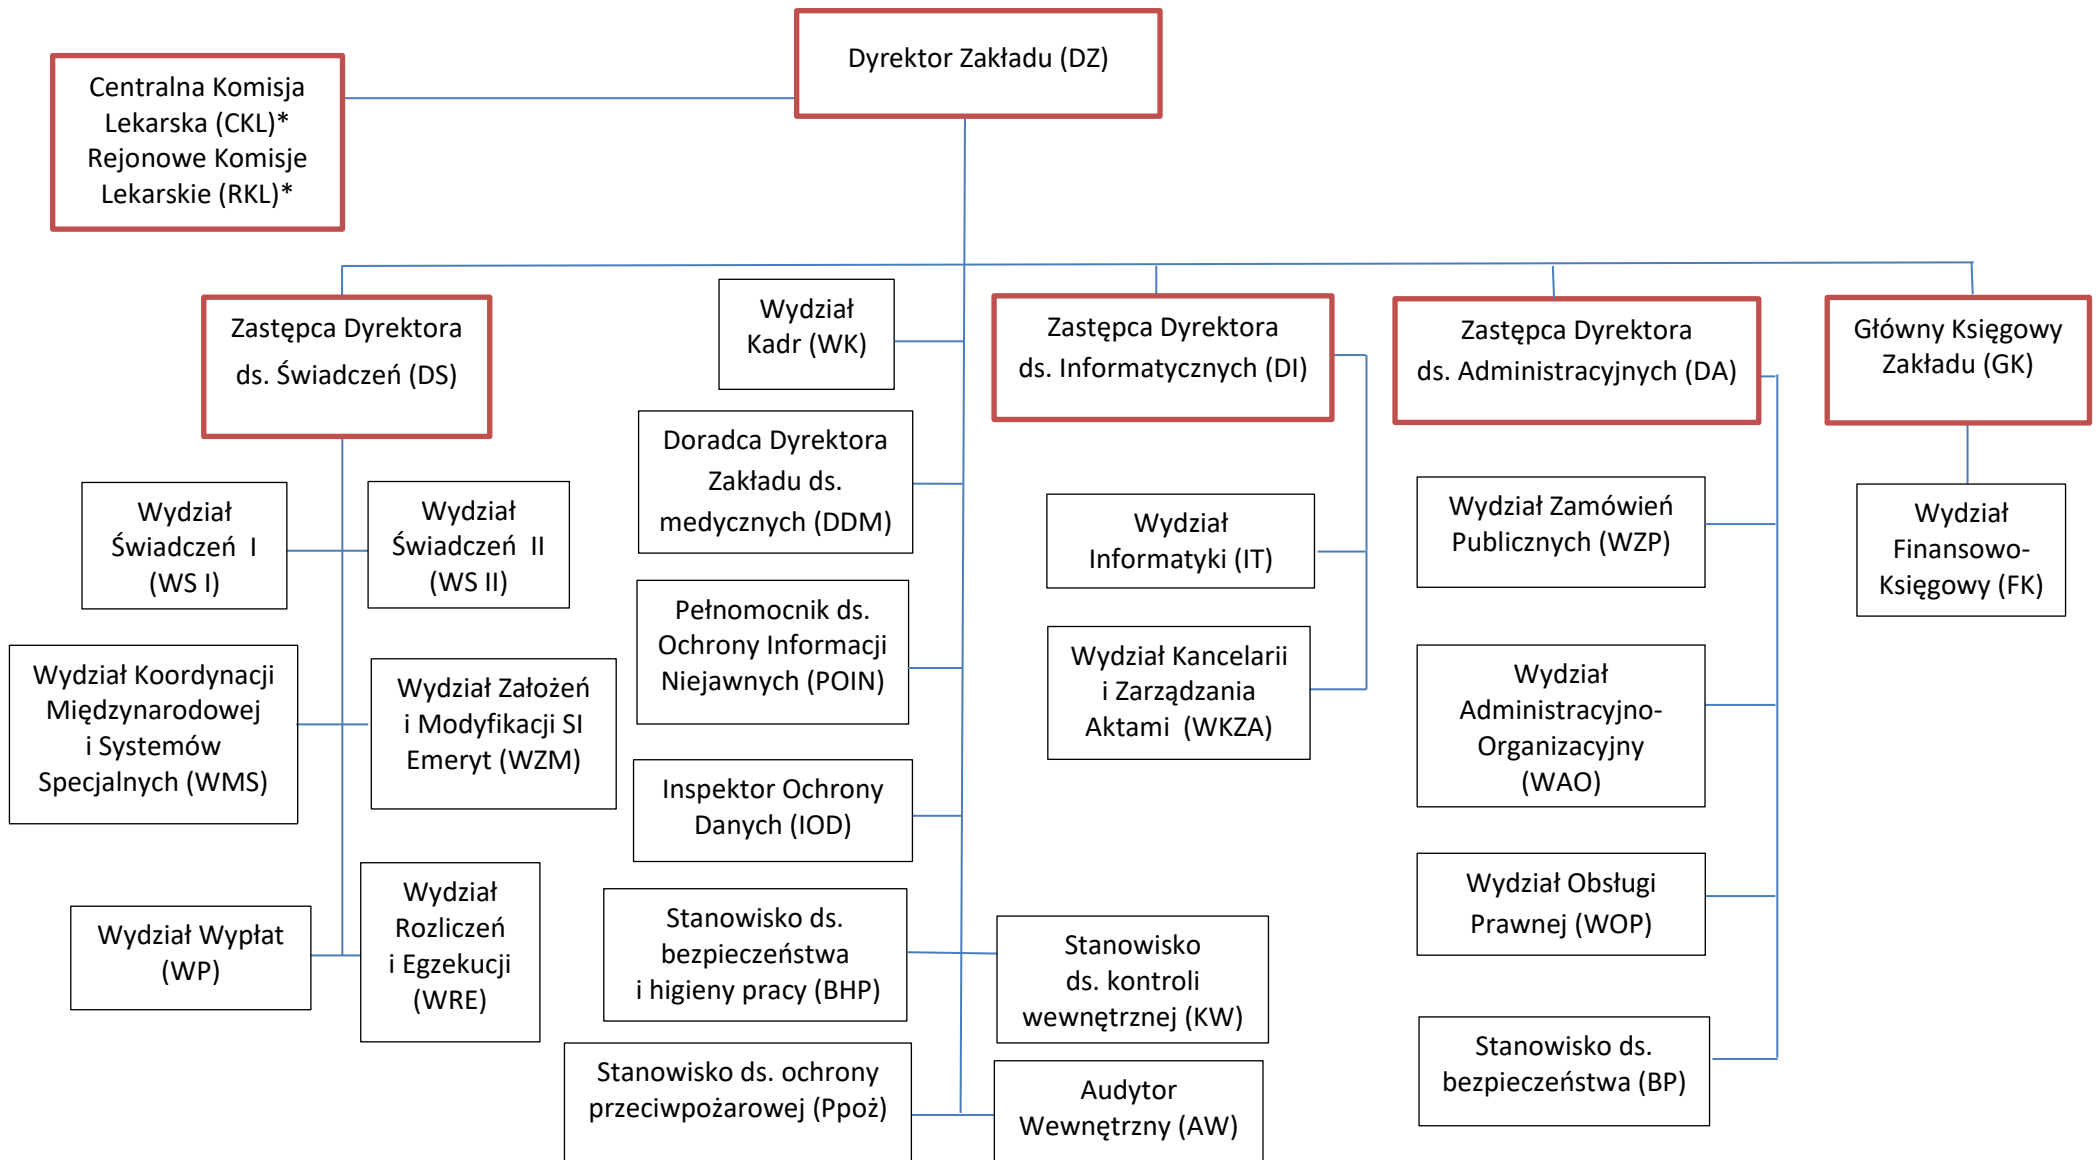 Dyrektor Zakładu (DZ)
Centralna Komisja
Lekarska (CKL)*
Rejonowe Komisje
Lekarskie (RKL)*
Zastępca Dyrektora
ds. Świadczeń (DS)
Wydział
Kadr (WK)
Zastępca Dyrektora
ds. Informatycznych (DI)
Zastępca Dyrektora
ds. Administracyjnych (DA)
Główny Księgowy
Zakładu (GK)
Doradca Dyrektora
Zakładu ds.
medycznych (DDM)
Wydział
Świadczeń I
(WS I)
Wydział
Świadczeń II
(WS II)
Wydział
Informatyki (IT)
Wydział Zamówień
Publicznych (WZP)
Wydział
Finansowo-
Księgowy (FK)
Pełnomocnik ds.
Ochrony Informacji
Niejawnych (POIN)
Wydział Koordynacji
Międzynarodowej
i Systemów
Specjalnych (WMS)
Wydział Założeń
i Modyfikacji SI
Emeryt (WZM)
Wydział Kancelarii
i Zarządzania
Aktami (WKZA)
Wydział
Administracyjno-
Organizacyjny
(WAO)
Inspektor Ochrony
Danych (IOD)
Wydział Wypłat
(WP)
Wydział
Rozliczeń
i Egzekucji
(WRE)
Stanowisko ds.
bezpieczeństwa
i higieny pracy (BHP)
Stanowisko
ds. kontroli
wewnętrznej (KW)
Wydział Obsługi
Prawnej (WOP)
Stanowisko ds. ochrony
przeciwpożarowej (Ppoż)
Audytor
Wewnętrzny (AW)
Stanowisko ds.
bezpieczeństwa (BP)